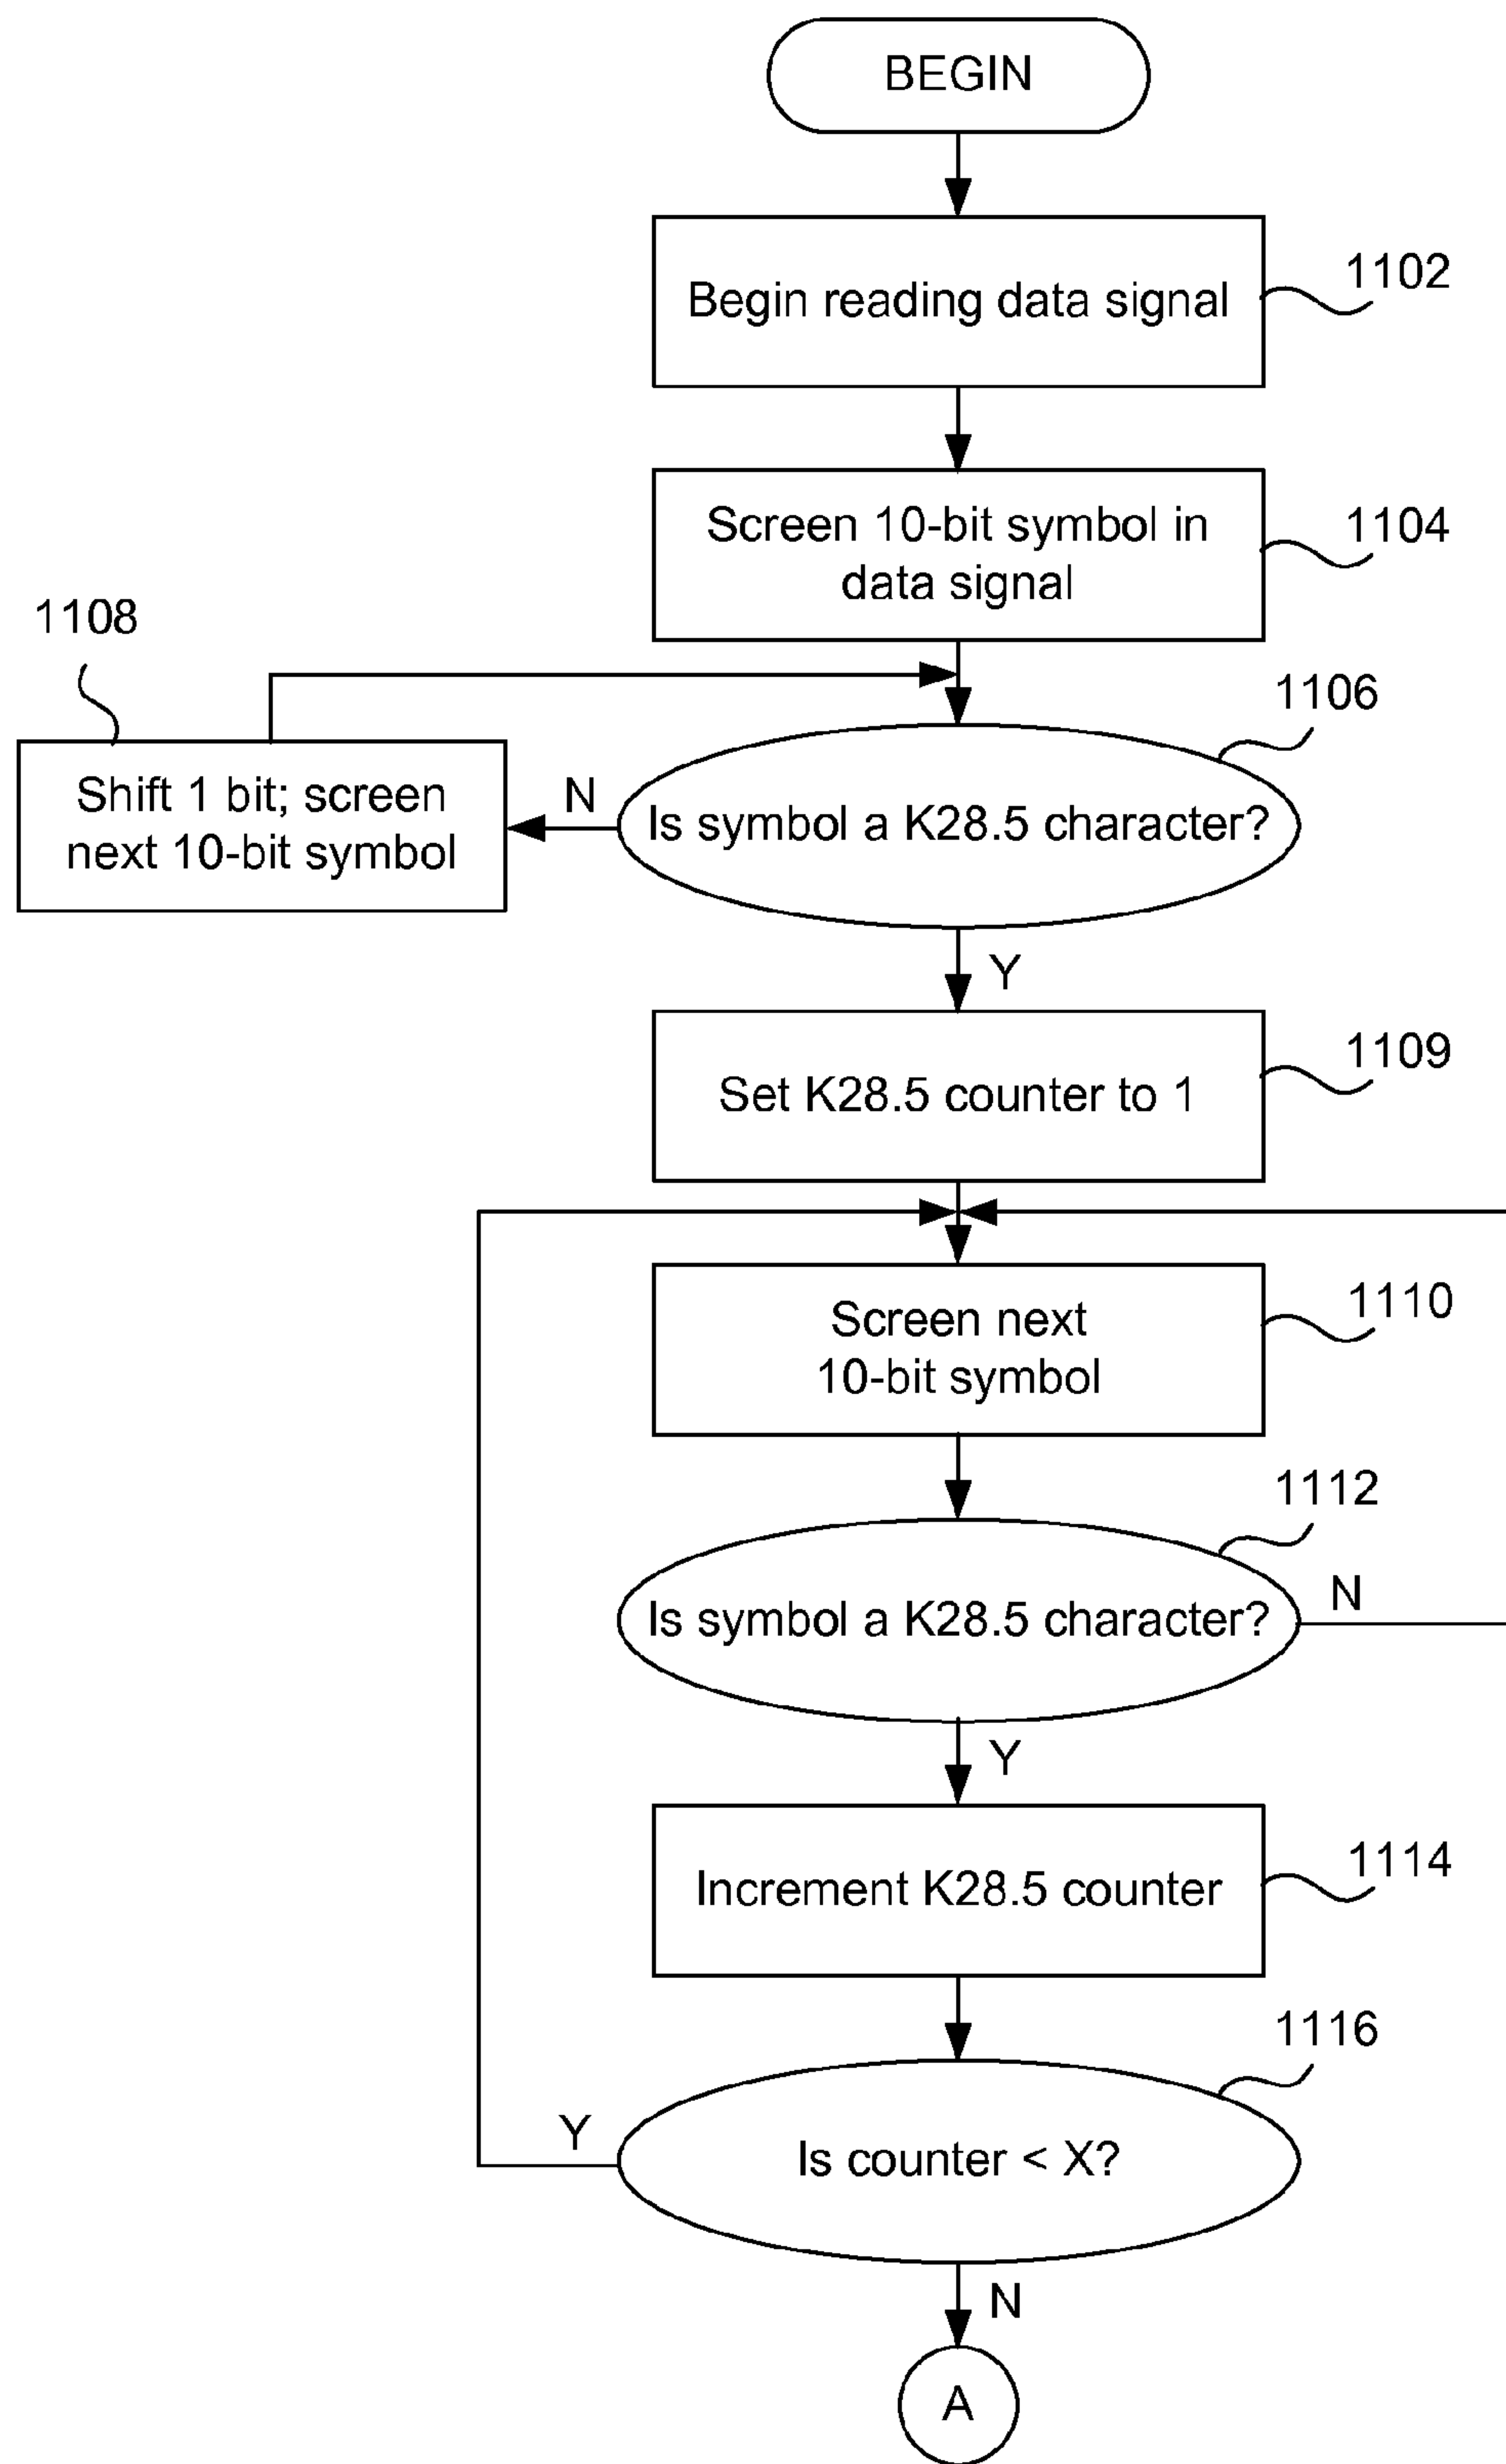 BEGIN
Begin reading data signal
1102
Screen 10-bit symbol in
data signal
1104
1108
1106
Shift 1 bit; screen
next 10-bit symbol
N
Is symbol a K28.5 character?
Y
Set K28.5 counter to 1
1109
Screen next
10-bit symbol
1110
1112
Is symbol a K28.5 character?
N
Y
Increment K28.5 counter
1114
1116
Y
Is counter < X?
N
A